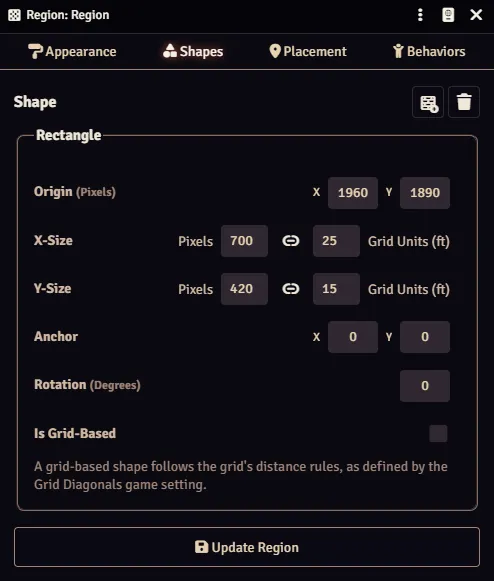 Region: Region
Appearance Shapes Placement Behaviors
Shape
Rectangle
Origin (Pixels) X 1960 Y 1890
X-Size Pixels 700 25 Grid Units (ft)
Y-Size Pixels 420 15 Grid Units (ft)
Anchor X 0 Y 0
Rotation (Degrees) 0
Is Grid-Based
A grid-based shape follows the grid's distance rules, as defined by the
Grid Diagonals game setting.
Update Region